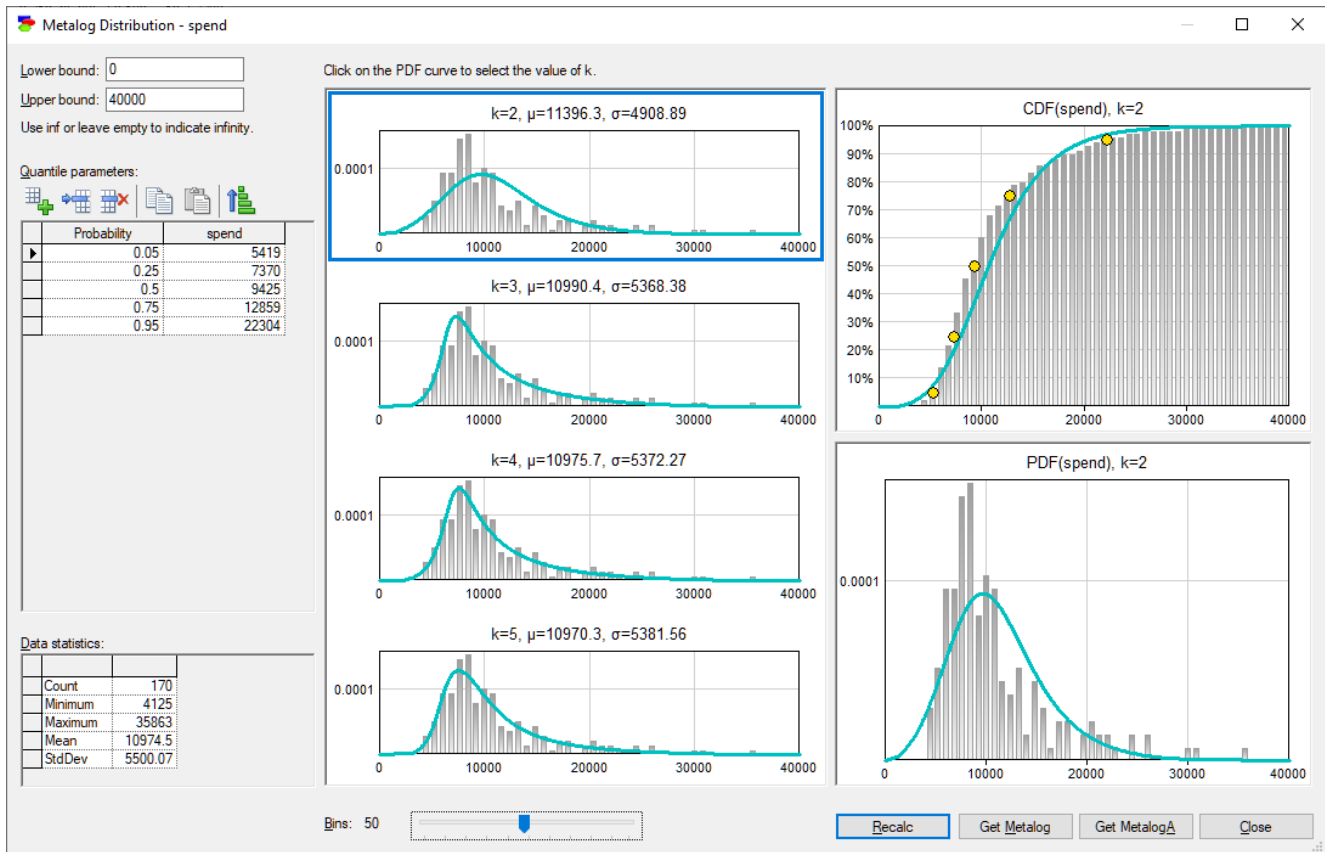 Metalog Distribution - spend
Lower bound: 0
Upper bound: 40000
Use inf or leave empty to indicate infinity.
Quantile parameters:
Probability spend
0.05 5419
0.25 7370
0.5 9425
0.75 12859
0.95 22304
Data statistics:
Count 170
Minimum 4125
Maximum 35863
Mean 10974.5
StdDev 5500.07
Click on the PDF curve to select the value of k.
k=2, μ=11396.3, σ=4908.89
0.0001
0 10000 20000 30000 40000
k=3, μ=10990.4, σ=5368.38
0.0001
0 10000 20000 30000 40000
k=4, μ=10975.7, σ=5372.27
0.0001
0 10000 20000 30000 40000
k=5, μ=10970.3, σ=5381.56
0.0001
0 10000 20000 30000 40000
Bins: 50
CDF(spend), k=2
100%
90%
80%
70%
60%
50%
40%
30%
20%
10%
0 10000 20000 30000 40000
PDF(spend), k=2
0.0001
0 10000 20000 30000 40000
Recalc Get Metalog Get MetalogA Close